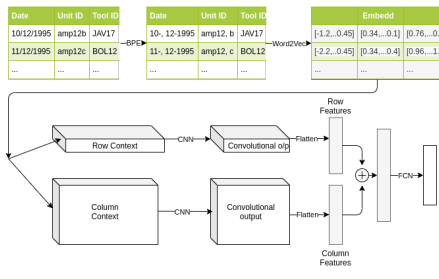 Date Unit ID Tool ID
10/12/1995 amp12b JAV17
11/12/1995 amp12c BOL12
... ... ...
BPE
Date Unit ID Tool ID
10-, 12-1995 amp12, b JAV17
11-, 12-1995 amp12, c BOL12
... ... ...
Word2Vec
Embedd
[-1.2,..0.45] [0.34,...0.1] [0.76,...0.
[-2.2,..0.45] [0.34,...0.4] [0.96,...1.
... ... ...
Row
Features
Row Context
CNN
Convolutional o/p
Flatten
Column
Context
CNN
Convolutional
output
Flatten
FCN
Column
Features